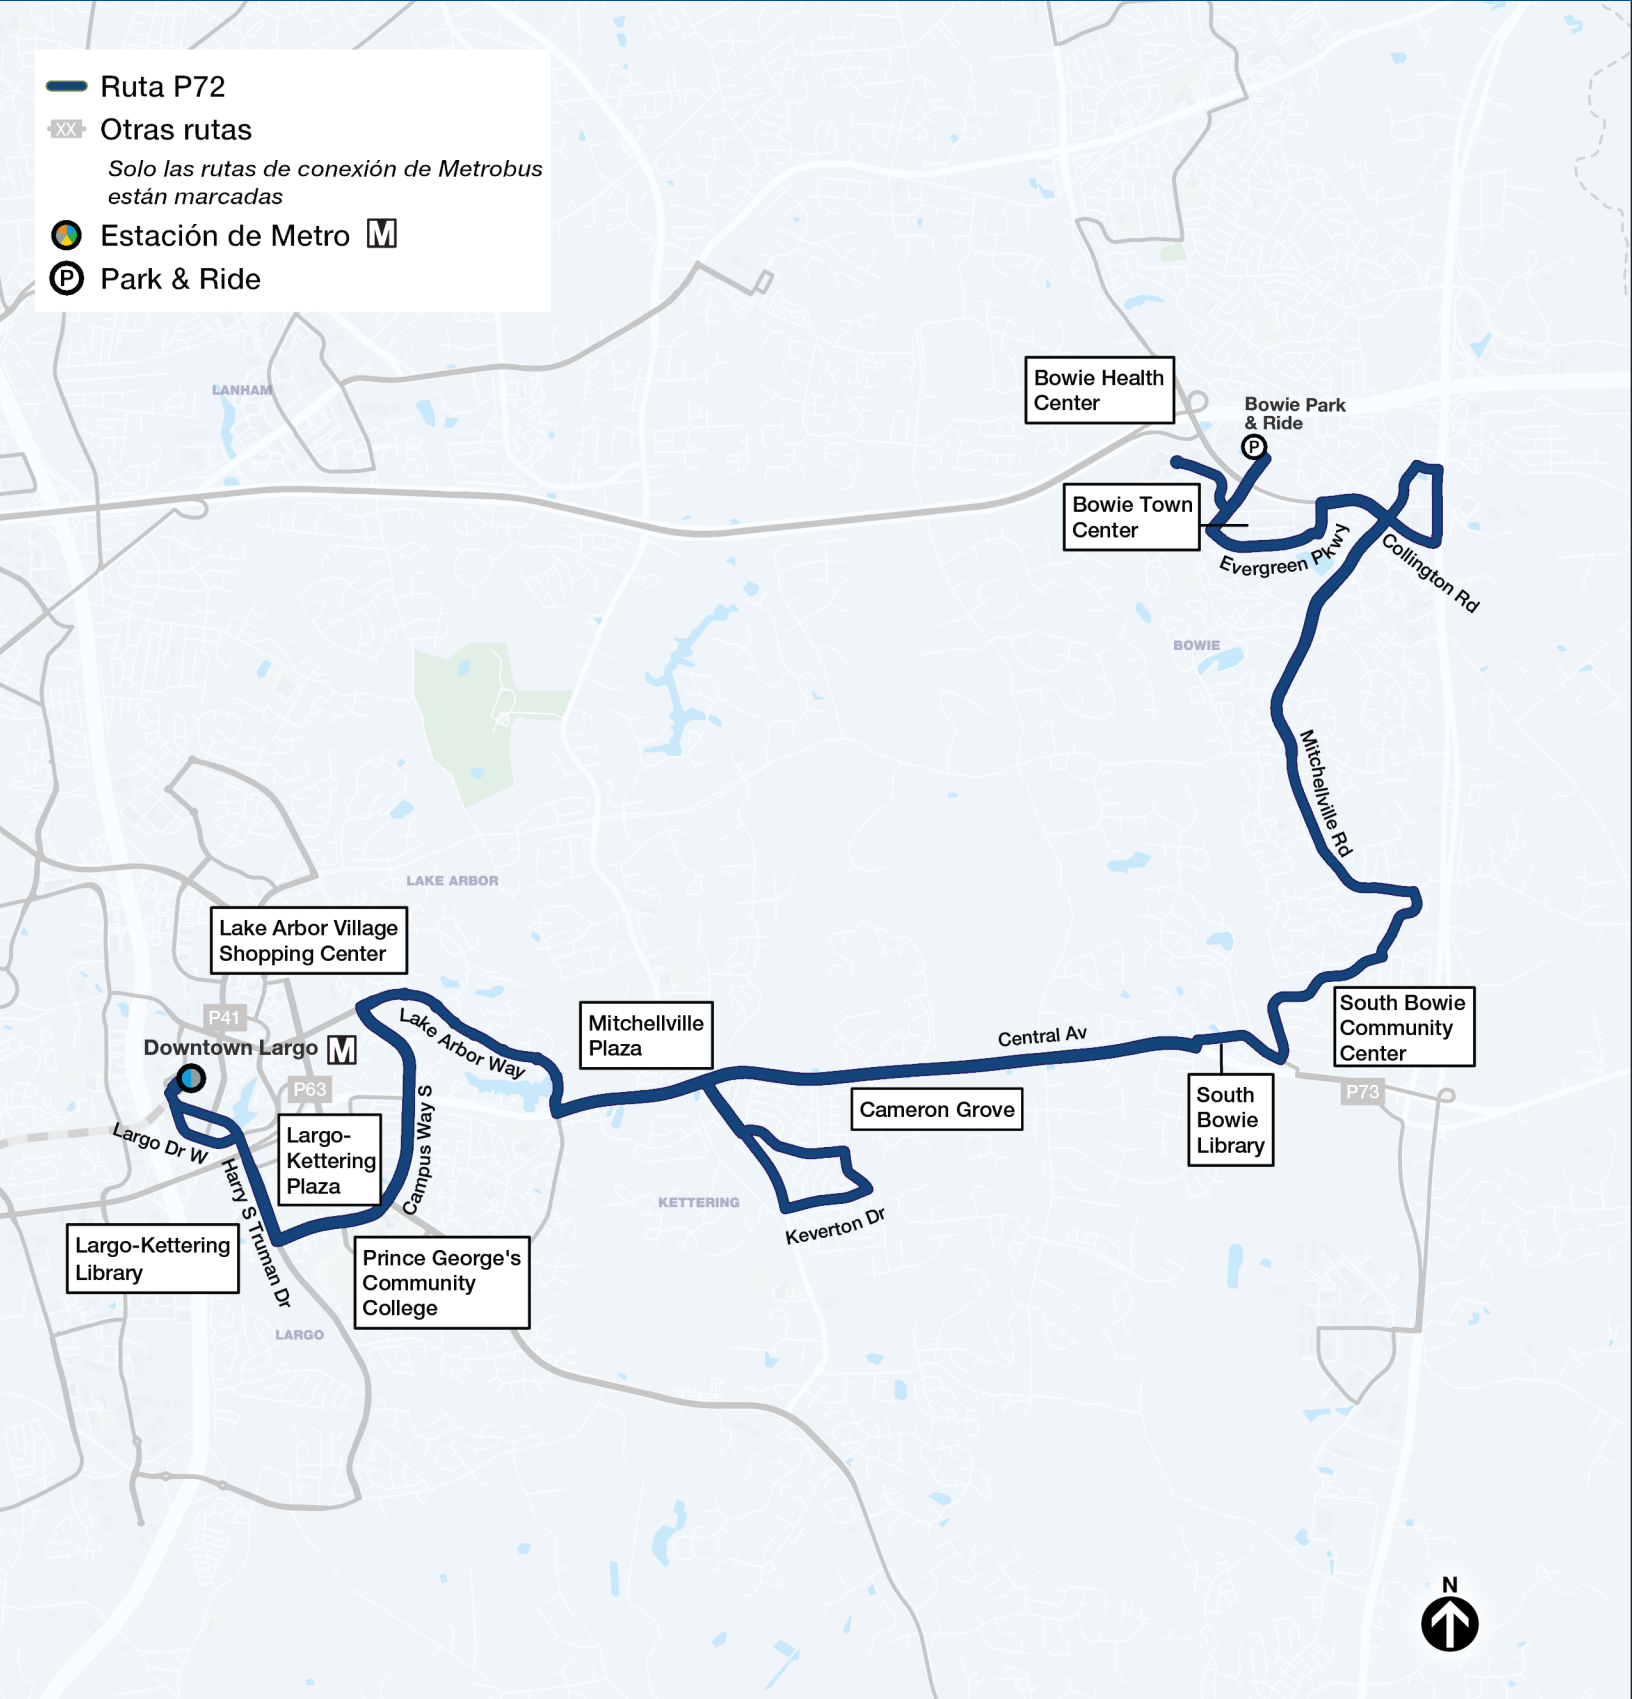 Ruta P72
XX
Otras rutas
Solo las rutas de conexión de Metrobus
están marcadas
Estación de Metro M
P
Park & Ride
LANHAM
Bowie Health
Center
Bowie Park
& Ride
P
Bowie Town
Center
Evergreen Pkwy
Collington Rd
BOWIE
Mitchellville Rd
LAKE ARBOR
Lake Arbor Village
Shopping Center
P41
Downtown Largo M
P63
Lake Arbor Way
Mitchellville
Plaza
Central Av
South Bowie
Community
Center
P73
Cameron Grove
South
Bowie
Library
Largo Dr W
Largo-
Kettering
Plaza
Campus Way S
Harry S Truman Dr
KETTERING
Keverton Dr
Largo-Kettering
Library
Prince George's
Community
College
LARGO
N